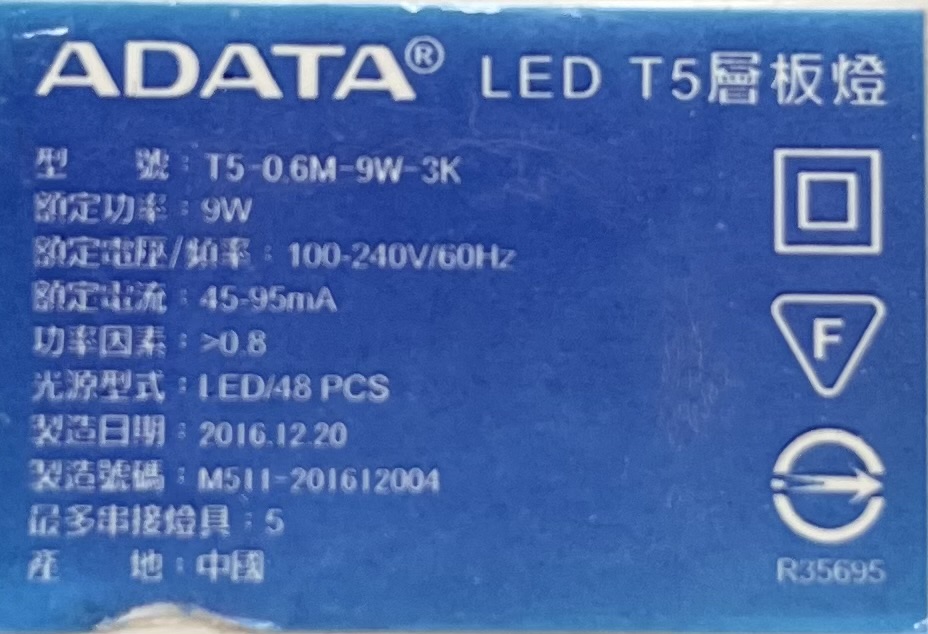 ADATA® LED T5層板燈
型 號：T5-0.6M-9W-3K
額定功率：9W
額定電壓/頻率：100-240V/60Hz
額定電流：45-95mA
功率因素：>0.8
光源型式：LED/48 PCS
製造日期：2016.12.20
製造號碼：M511-201612004
最多串接燈具：5
產 地：中國
F
R35695